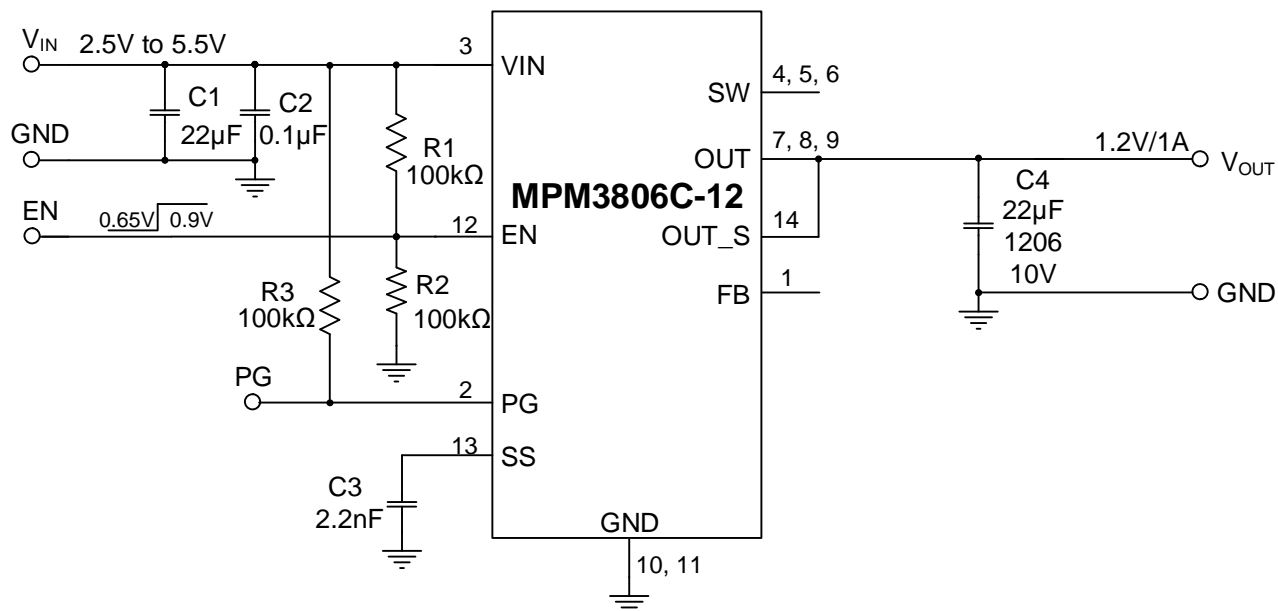 VIN 2.5V to 5.5V
3
VIN
4, 5, 6
SW
C1
22µF
C2
0.1µF
GND
R1
100kΩ
7, 8, 9
OUT
1.2V/1A
VOUT
MPM3806C-12
C4
22µF
1206
10V
EN
0.65V 0.9V
12
EN
14
OUT_S
R3
100kΩ
R2
100kΩ
1
FB
GND
PG
2
PG
13
SS
C3
2.2nF
GND
10, 11